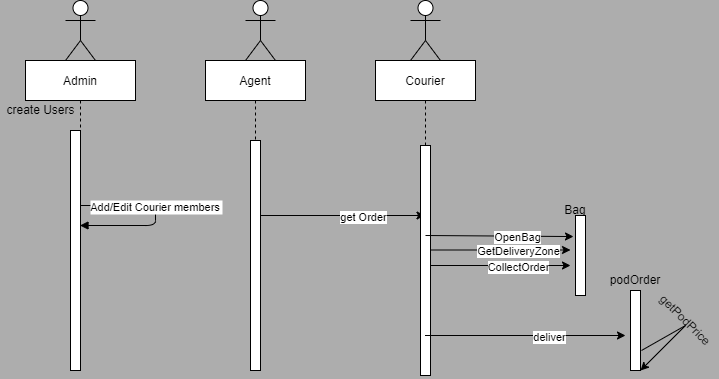 Admin
Agent
Courier
create Users
Add/Edit Courier members
get Order
Bag
OpenBag
GetDeliveryZone
CollectOrder
podOrder
getPodPrice
deliver